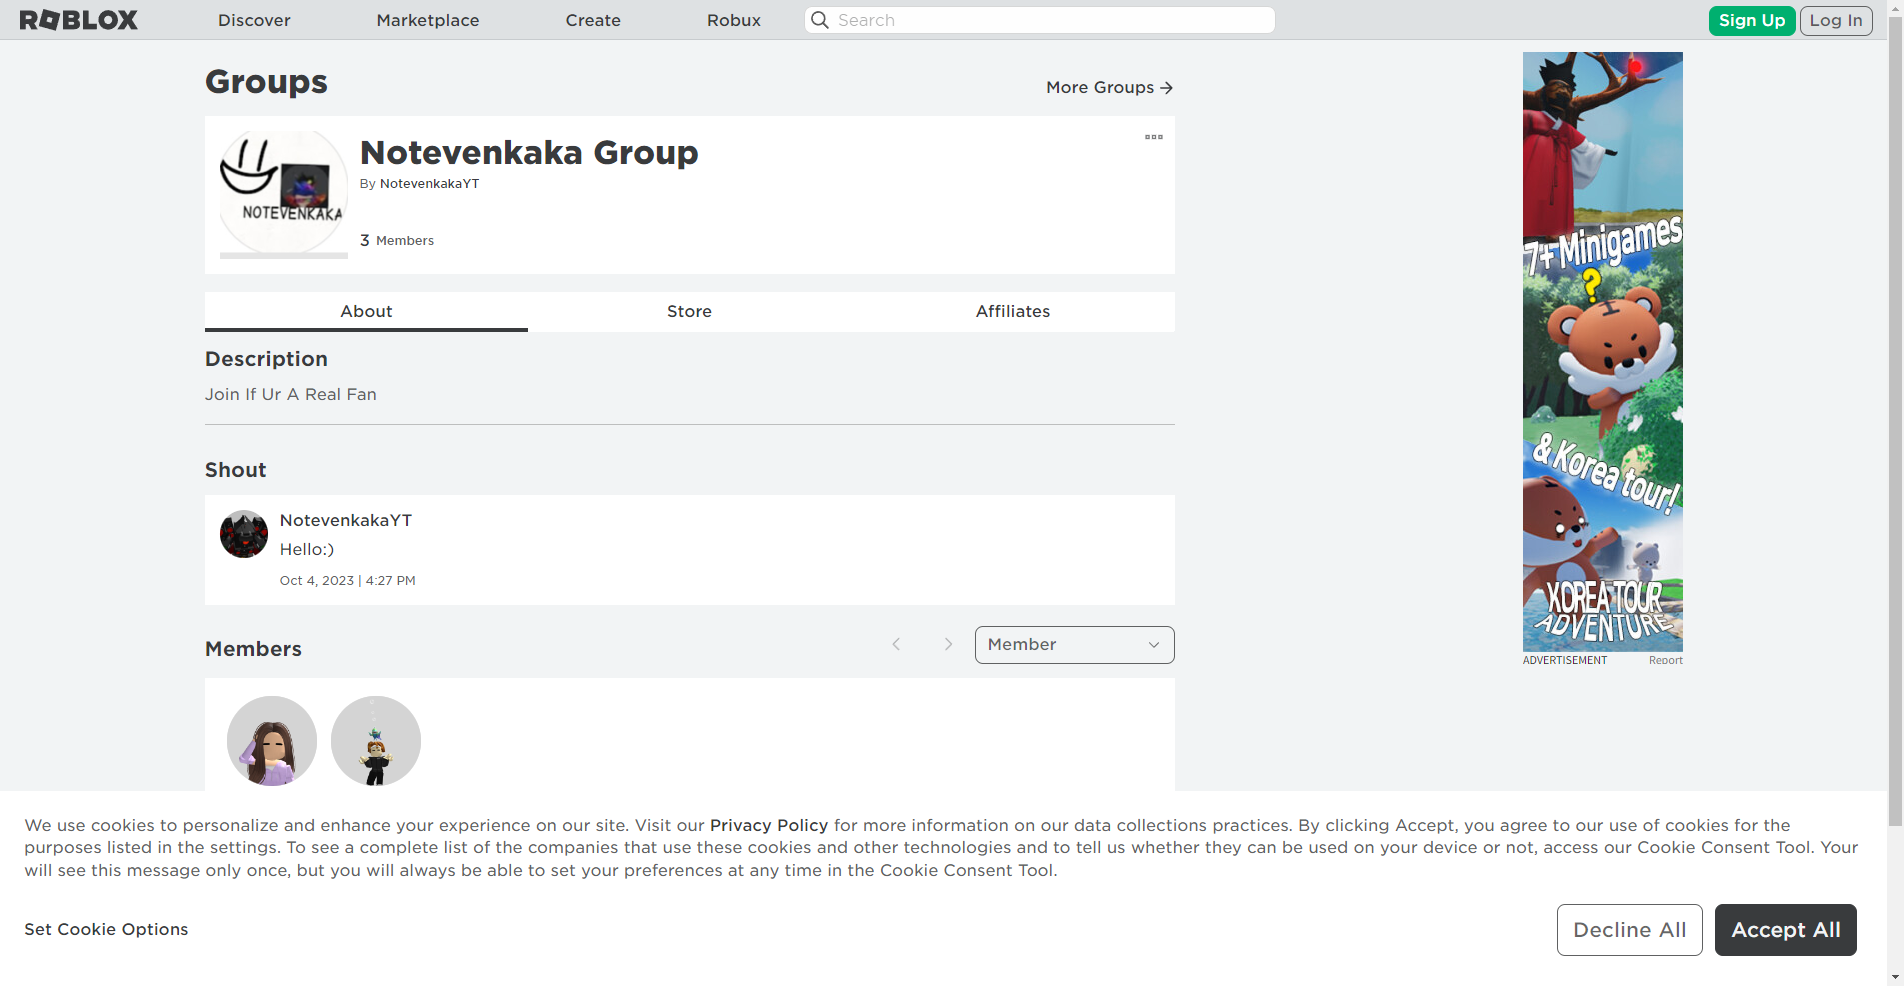 ROBLOX
Discover
Marketplace
Create
Robux
Search
Sign Up
Log In
Groups
More Groups
NOTEVENKAKA
Notevenkaka Group
By NotevenkakaYT
3 Members
About
Store
Affiliates
Description
Join If Ur A Real Fan
Shout
NotevenkakaYT
Hello:)
Oct 4, 2023 | 4:27 PM
Members
Member
7+ Minigames
?
& Korea tour!
KOREA TOUR
ADVENTURE
ADVERTISEMENT
Report
We use cookies to personalize and enhance your experience on our site. Visit our Privacy Policy for more information on our data collections practices. By clicking Accept, you agree to our use of cookies for the
purposes listed in the settings. To see a complete list of the companies that use these cookies and other technologies and to tell us whether they can be used on your device or not, access our Cookie Consent Tool. Your
will see this message only once, but you will always be able to set your preferences at any time in the Cookie Consent Tool.
Set Cookie Options
Decline All
Accept All